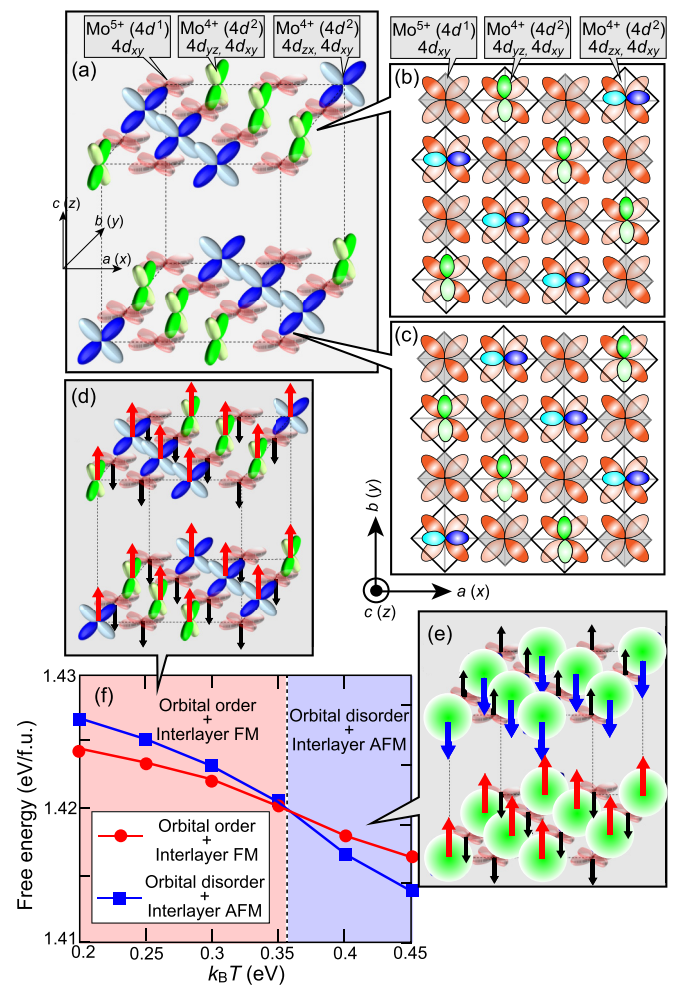 Mo⁵⁺ (4d¹)
4dxy
Mo⁴⁺ (4d²)
4dyz, 4dxy
Mo⁴⁺ (4d²)
4dzx, 4dxy
(a)
c (z)
b (y)
a (x)
Mo⁵⁺ (4d¹)
4dxy
Mo⁴⁺ (4d²)
4dyz, 4dxy
Mo⁴⁺ (4d²)
4dzx, 4dxy
(b)
(c)
b (y)
a (x)
c (z)
(d)
(e)
(f)
Orbital order
+
Interlayer FM
Orbital disorder
+
Interlayer AFM
Orbital order
+
Interlayer FM
Orbital disorder
+
Interlayer AFM
Free energy (eV/f.u.)
1.43
1.42
1.41
0.2
0.25
0.3
0.35
0.4
0.45
kBT (eV)